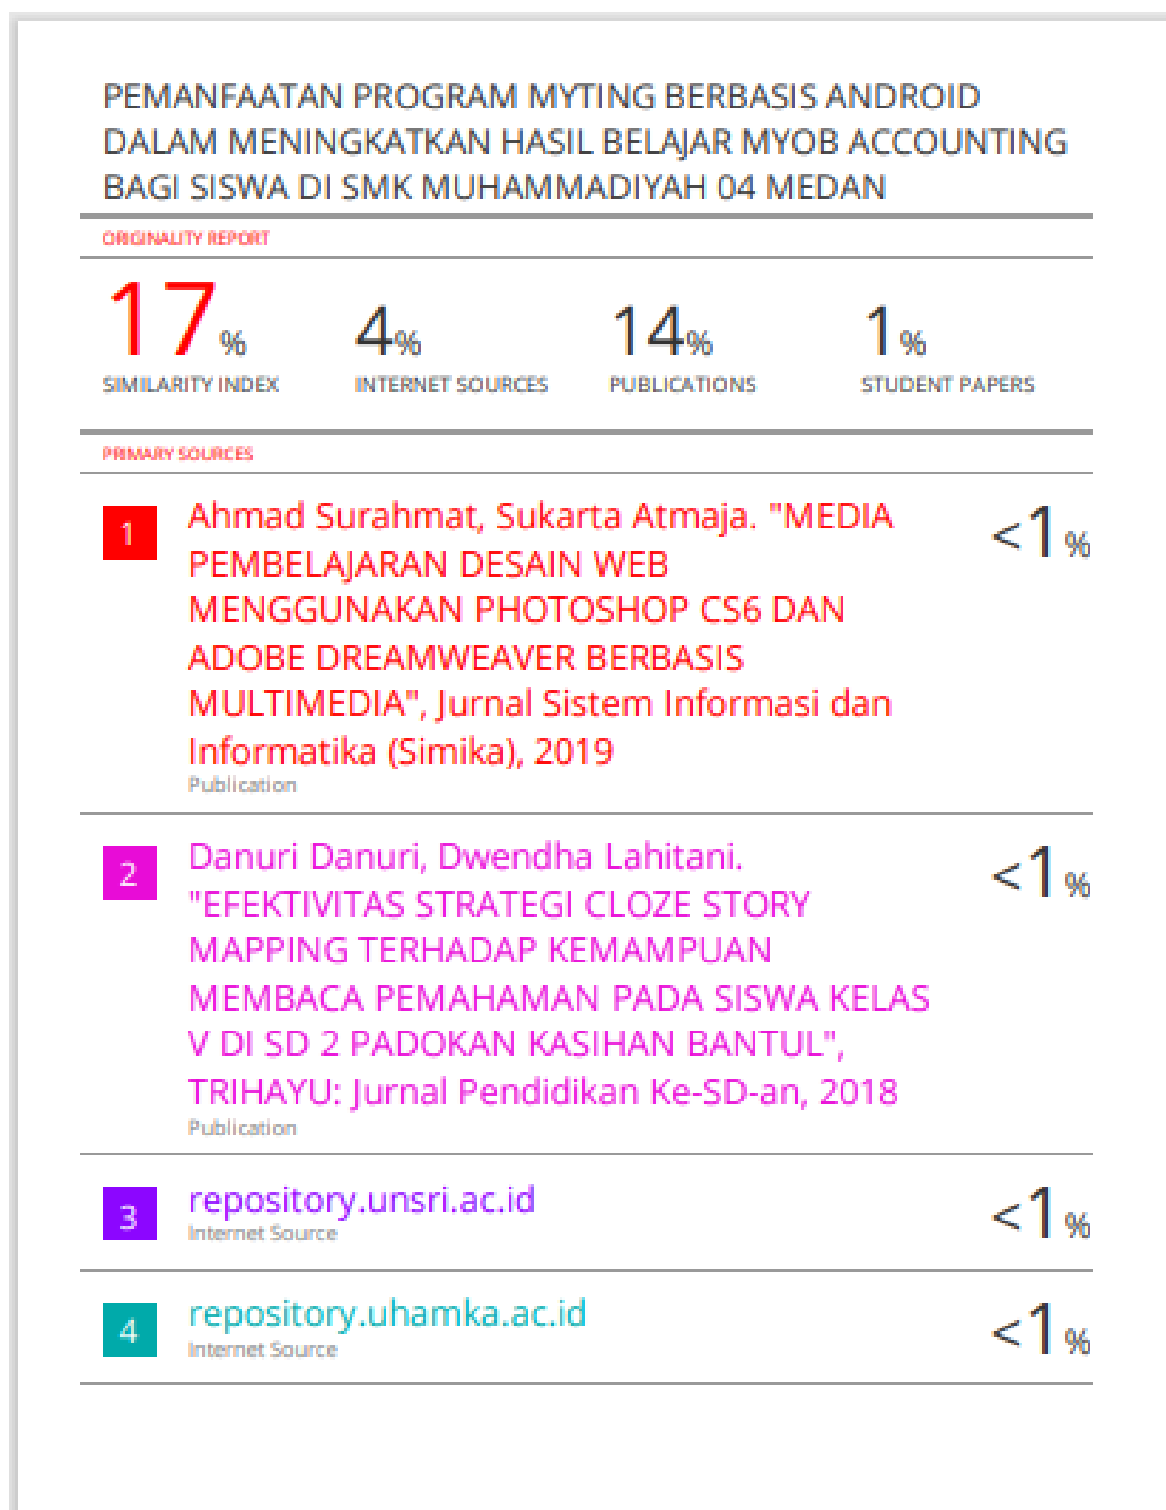 PEMANFAATAN PROGRAM MYTING BERBASIS ANDROID
DALAM MENINGKATKAN HASIL BELAJAR MYOB ACCOUNTING
BAGI SISWA DI SMK MUHAMMADIYAH 04 MEDAN
ORIGINALITY REPORT
17% 4% 14% 1%
SIMILARITY INDEX INTERNET SOURCES PUBLICATIONS STUDENT PAPERS
PRIMARY SOURCES
1 Ahmad Surahmat, Sukarta Atmaja. "MEDIA <1%
PEMBELAJARAN DESAIN WEB
MENGGUNAKAN PHOTOSHOP CS6 DAN
ADOBE DREAMWEAVER BERBASIS
MULTIMEDIA", Jurnal Sistem Informasi dan
Informatika (Simika), 2019
Publication
2 Danuri Danuri, Dwendha Lahitani. <1%
"EFEKTIVITAS STRATEGI CLOZE STORY
MAPPING TERHADAP KEMAMPUAN
MEMBACA PEMAHAMAN PADA SISWA KELAS
V DI SD 2 PADOKAN KASIHAN BANTUL",
TRIHAYU: Jurnal Pendidikan Ke-SD-an, 2018
Publication
3 repository.unsri.ac.id <1%
Internet Source
4 repository.uhamka.ac.id <1%
Internet Source